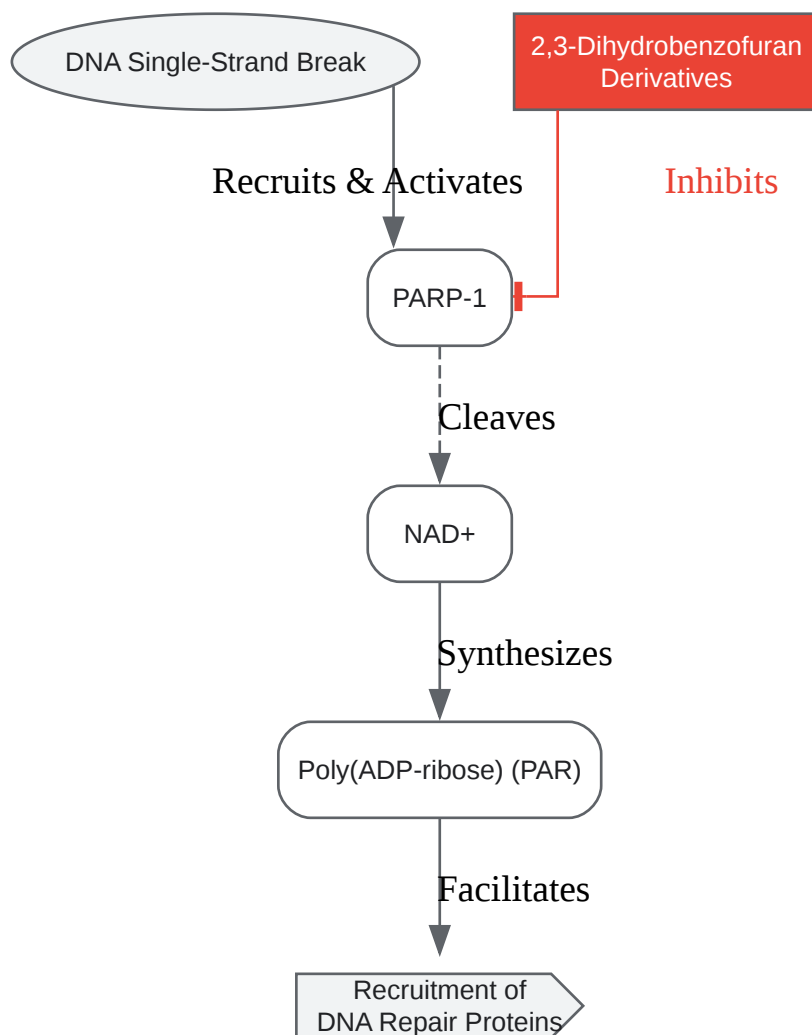 DNA Single-Strand Break
2,3-Dihydrobenzofuran
Derivatives
Recruits & Activates
Inhibits
PARP-1
Cleaves
NAD+
Synthesizes
Poly(ADP-ribose) (PAR)
Facilitates
Recruitment of
DNA Repair Proteins